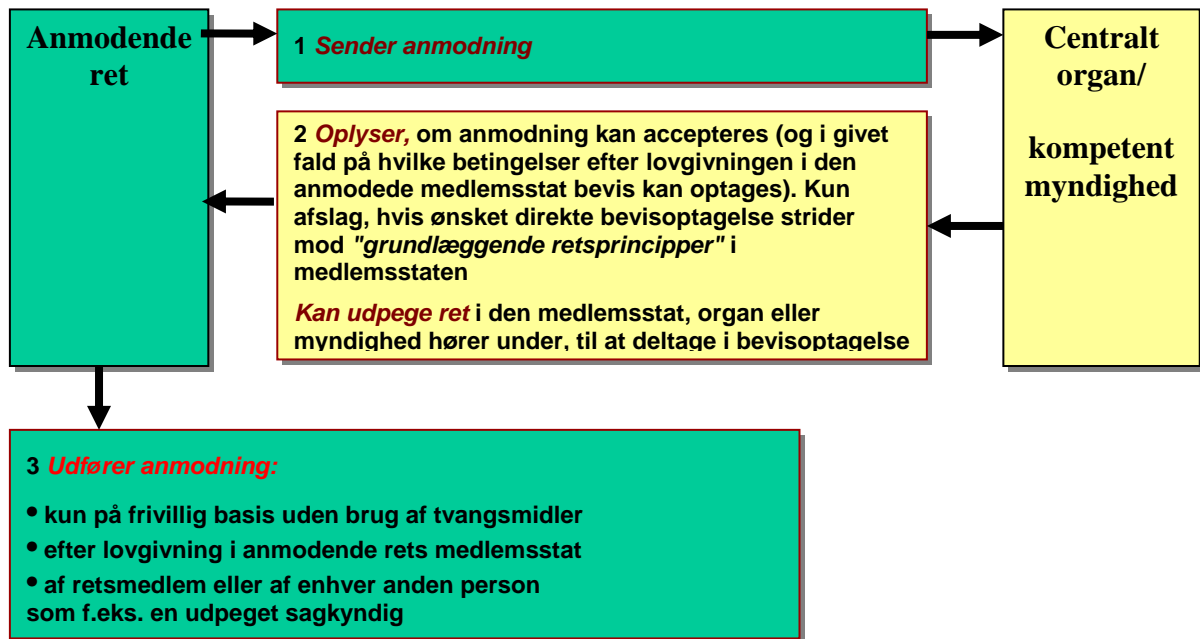 Anmodende
ret
1 Sender anmodning
Centralt
organ/
kompetent
myndighed
2 Oplyser, om anmodning kan accepteres (og i givet
fald på hvilke betingelser efter lovgivningen i den
anmodede medlemsstat bevis kan optages). Kun
afslag, hvis ønsket direkte bevisoptagelse strider
mod "grundlæggende retsprincipper" i
medlemsstaten
Kan udpege ret i den medlemsstat, organ eller
myndighed hører under, til at deltage i bevisoptagelse
3 Udfører anmodning:
• kun på frivillig basis uden brug af tvangsmidler
• efter lovgivning i anmodende rets medlemsstat
• af retsmedlem eller af enhver anden person
som f.eks. en udpeget sagkyndig